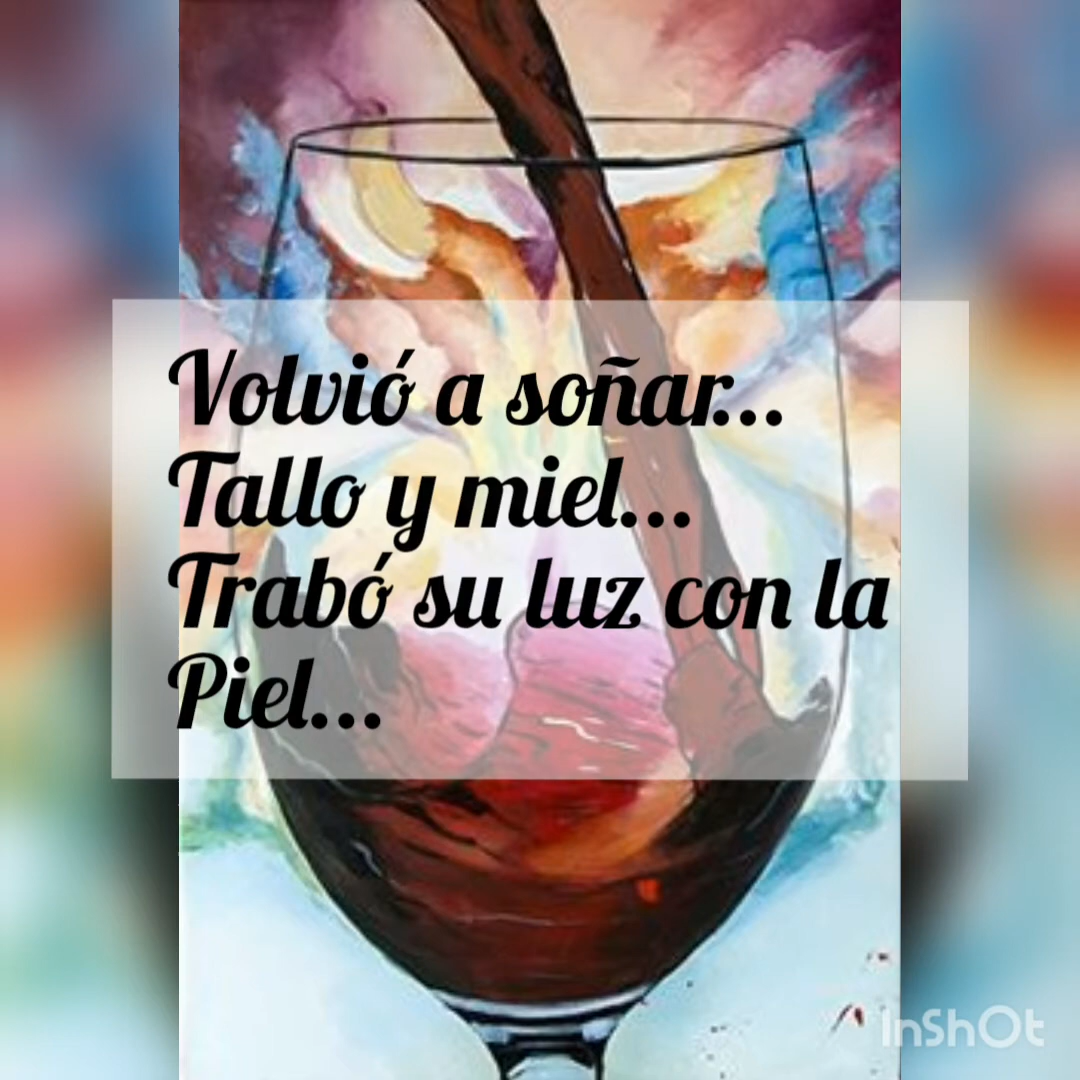 Volvió a soñar...
Tallo y miel...
Trabó su luz con la
Piel...
InShOt